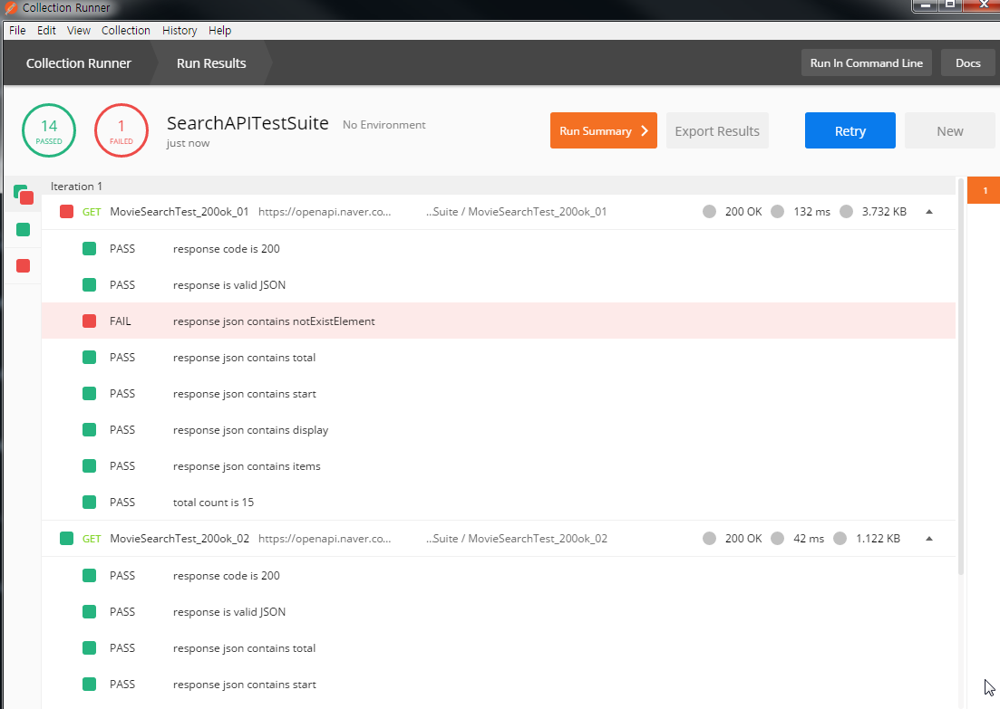 Collection Runner
File Edit View Collection History Help
Collection Runner Run Results Run In Command Line Docs
14 PASSED 1 FAILED SearchAPITestSuite No Environment just now Run Summary Export Results Retry New
Iteration 1 1
GET MovieSearchTest_200ok_01 https://openapi.naver.co... ...Suite / MovieSearchTest_200ok_01 200 OK 132 ms 3.732 KB
PASS response code is 200
PASS response is valid JSON
FAIL response json contains notExistElement
PASS response json contains total
PASS response json contains start
PASS response json contains display
PASS response json contains items
PASS total count is 15
GET MovieSearchTest_200ok_02 https://openapi.naver.co... ...Suite / MovieSearchTest_200ok_02 200 OK 42 ms 1.122 KB
PASS response code is 200
PASS response is valid JSON
PASS response json contains total
PASS response json contains start